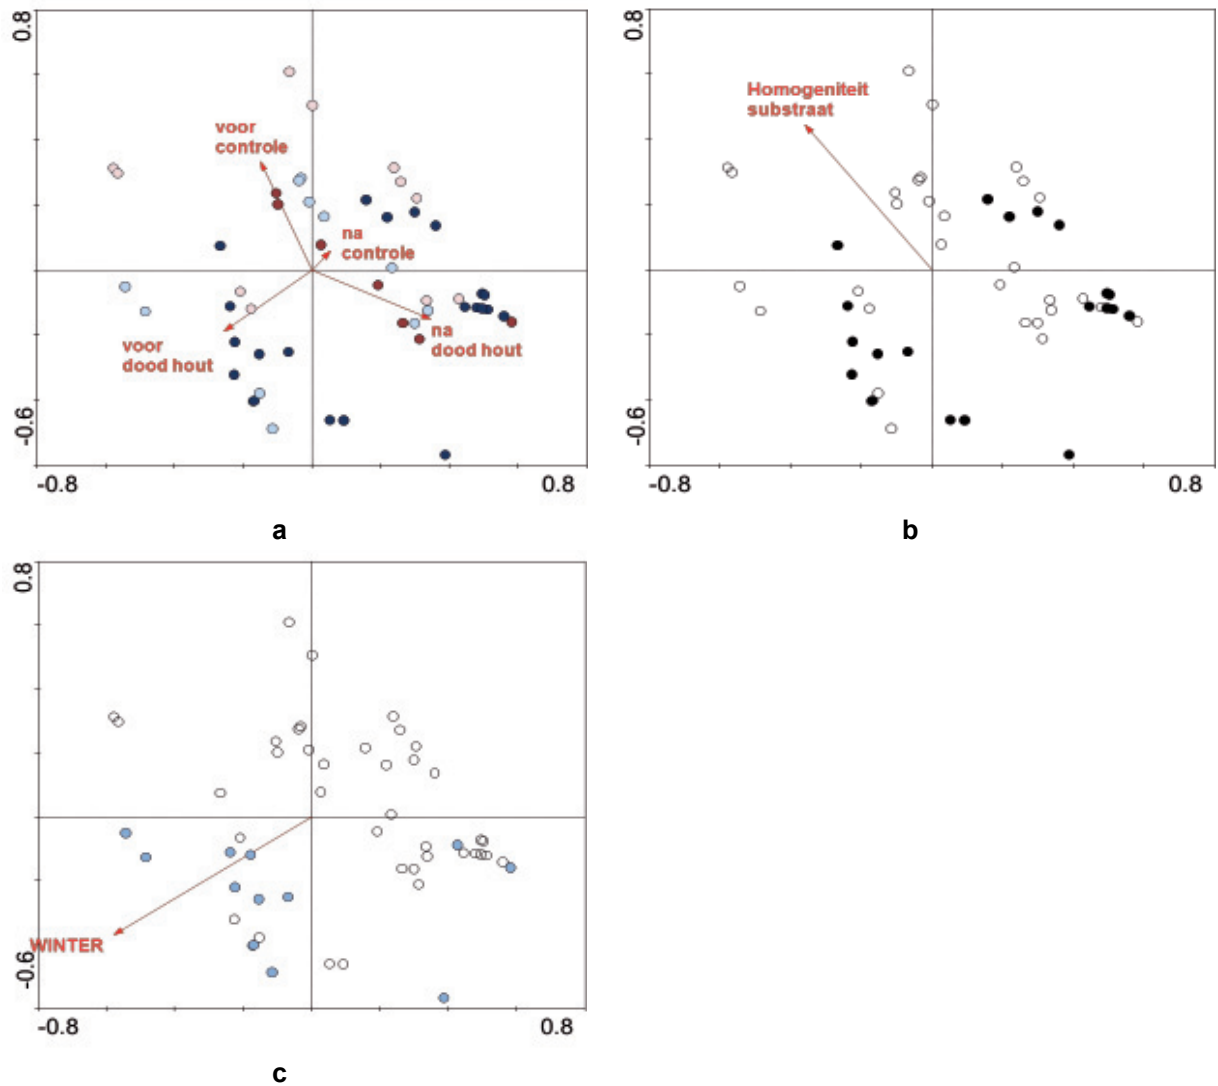 0.8
voor
controle
na
controle
voor
dood hout
na
dood hout
-0.6
-0.8
0.8
a
0.8
Homogeniteit
substraat
-0.6
-0.8
0.8
b
0.8
WINTER
-0.6
-0.8
0.8
c